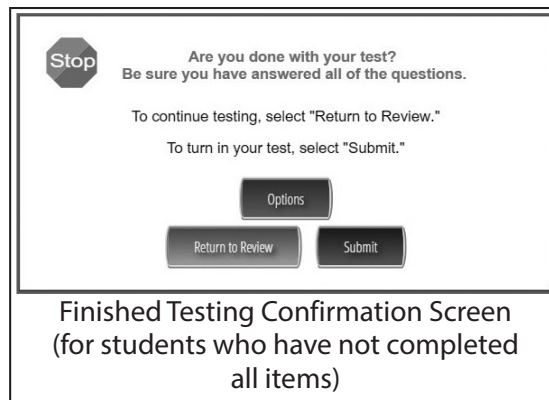 Stop
Are you done with your test?
Be sure you have answered all of the questions.
To continue testing, select "Return to Review."
To turn in your test, select "Submit."
Options
Return to Review
Submit
Finished Testing Confirmation Screen
(for students who have not completed
all items)